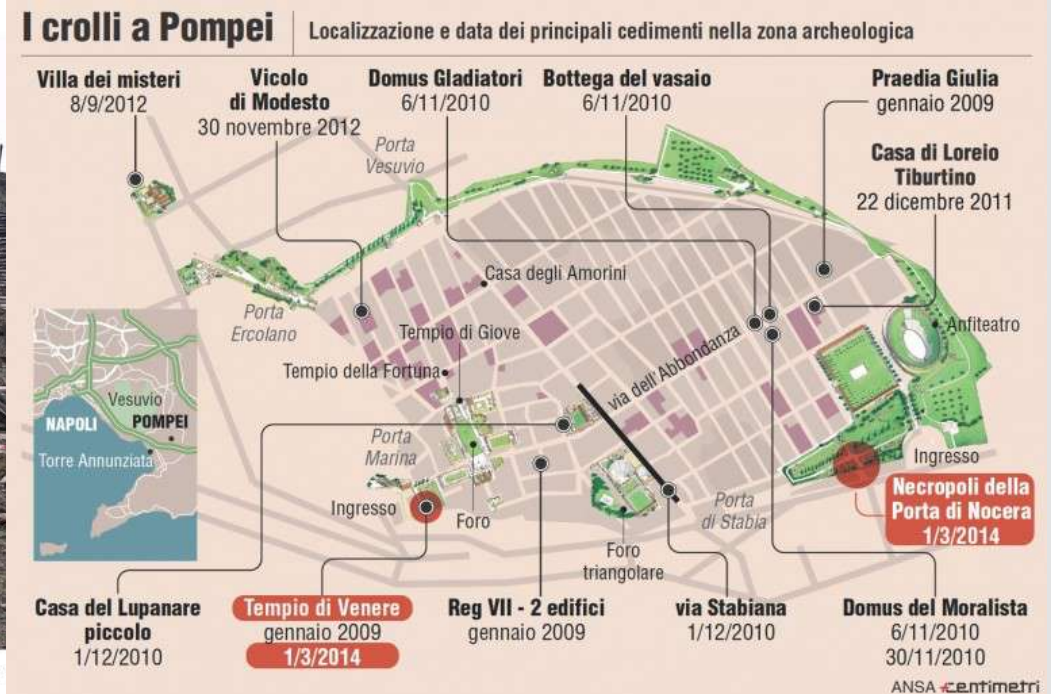 I crolli a Pompei
Localizzazione e data dei principali cedimenti nella zona archeologica
Villa dei misteri
8/9/2012
Vicolo
di Modesto
30 novembre 2012
Domus Gladiatori
6/11/2010
Bottega del vasaio
6/11/2010
Praedia Giulia
gennaio 2009
Casa di Loreio
Tiburtino
22 dicembre 2011
Porta
Vesuvio
Casa degli Amorini
Porta
Ercolano
Tempio di Giove
via dell'Abbondanza
Anfiteatro
Tempio della Fortuna
Vesuvio
NAPOLI
POMPEI
Torre Annunziata
Porta
Marina
Ingresso
Foro
Foro
triangolare
Porta
di Stabia
Ingresso
Necropoli della
Porta di Nocera
1/3/2014
Casa del Lupanare
piccolo
1/12/2010
Tempio di Venere
gennaio 2009
1/3/2014
Reg VII - 2 edifici
gennaio 2009
via Stabiana
1/12/2010
Domus del Moralista
6/11/2010
30/11/2010
ANSA centimetri